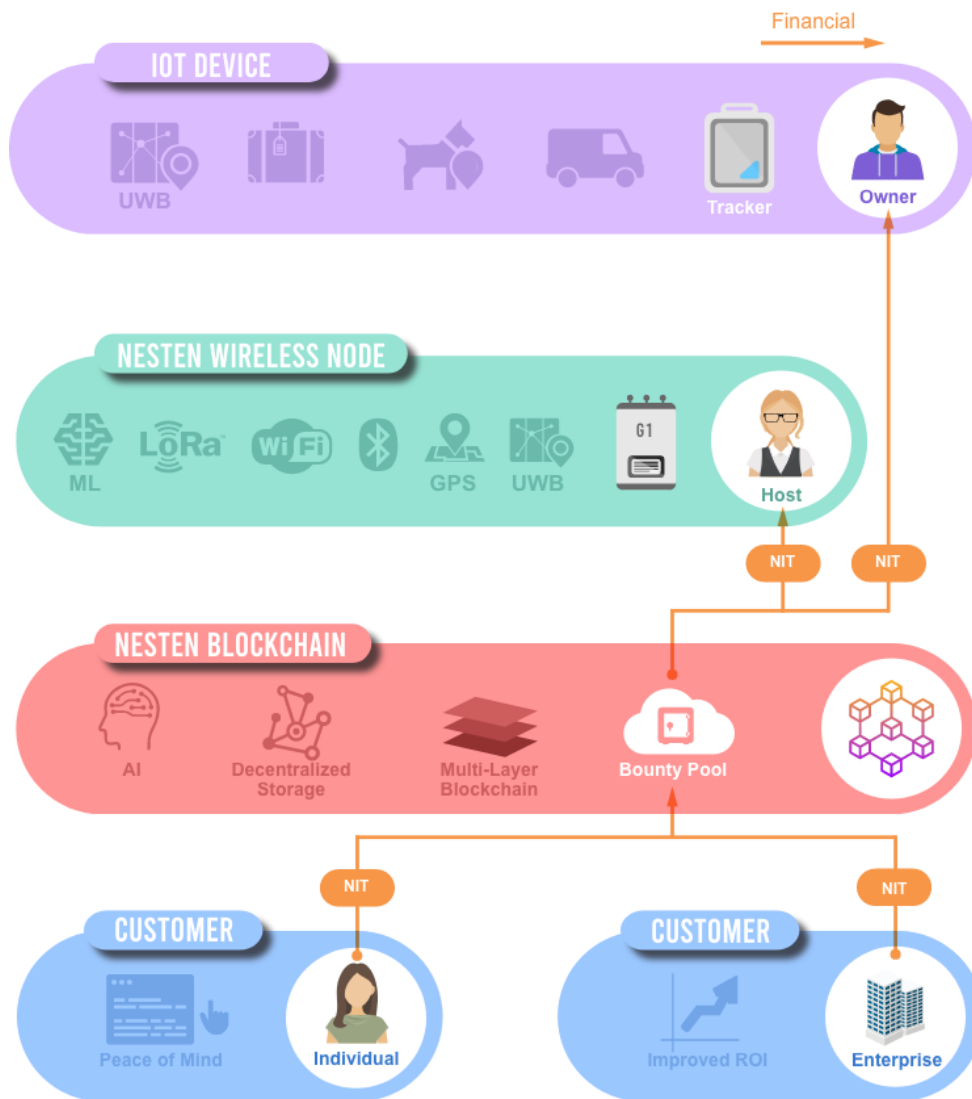 Financial
IOT DEVICE
UWB
Tracker
Owner
NESTEN WIRELESS NODE
ML
LoRa™
WiFi
GPS
UWB
G1
Host
NIT
NIT
NESTEN BLOCKCHAIN
AI
Decentralized
Storage
Multi-Layer
Blockchain
Bounty Pool
NIT
NIT
CUSTOMER
Peace of Mind
Individual
CUSTOMER
Improved ROI
Enterprise